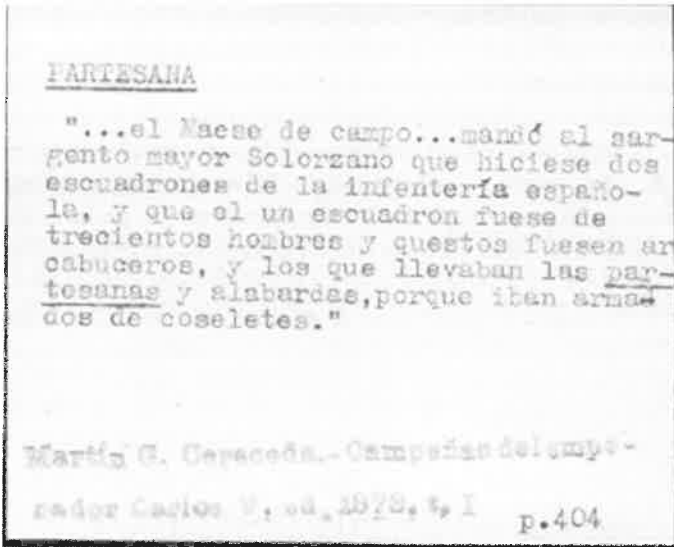 PARTESANA
"...el Maese de campo...mandó al sar-
gento mayor Solorzano que hiciese dos
escuadrones de la infentería españo-
la, y que el un escuadron fuese de
trecientos hombres y questos fuesen ar
cabuceros, y los que llevaban las par-
tesanas y alabardas,porque iban arma-
dos de coseletes."
Martín G. Cereceda.-Campañas del empe-
rador Carlos V, ed. 1873, t, I
p.404